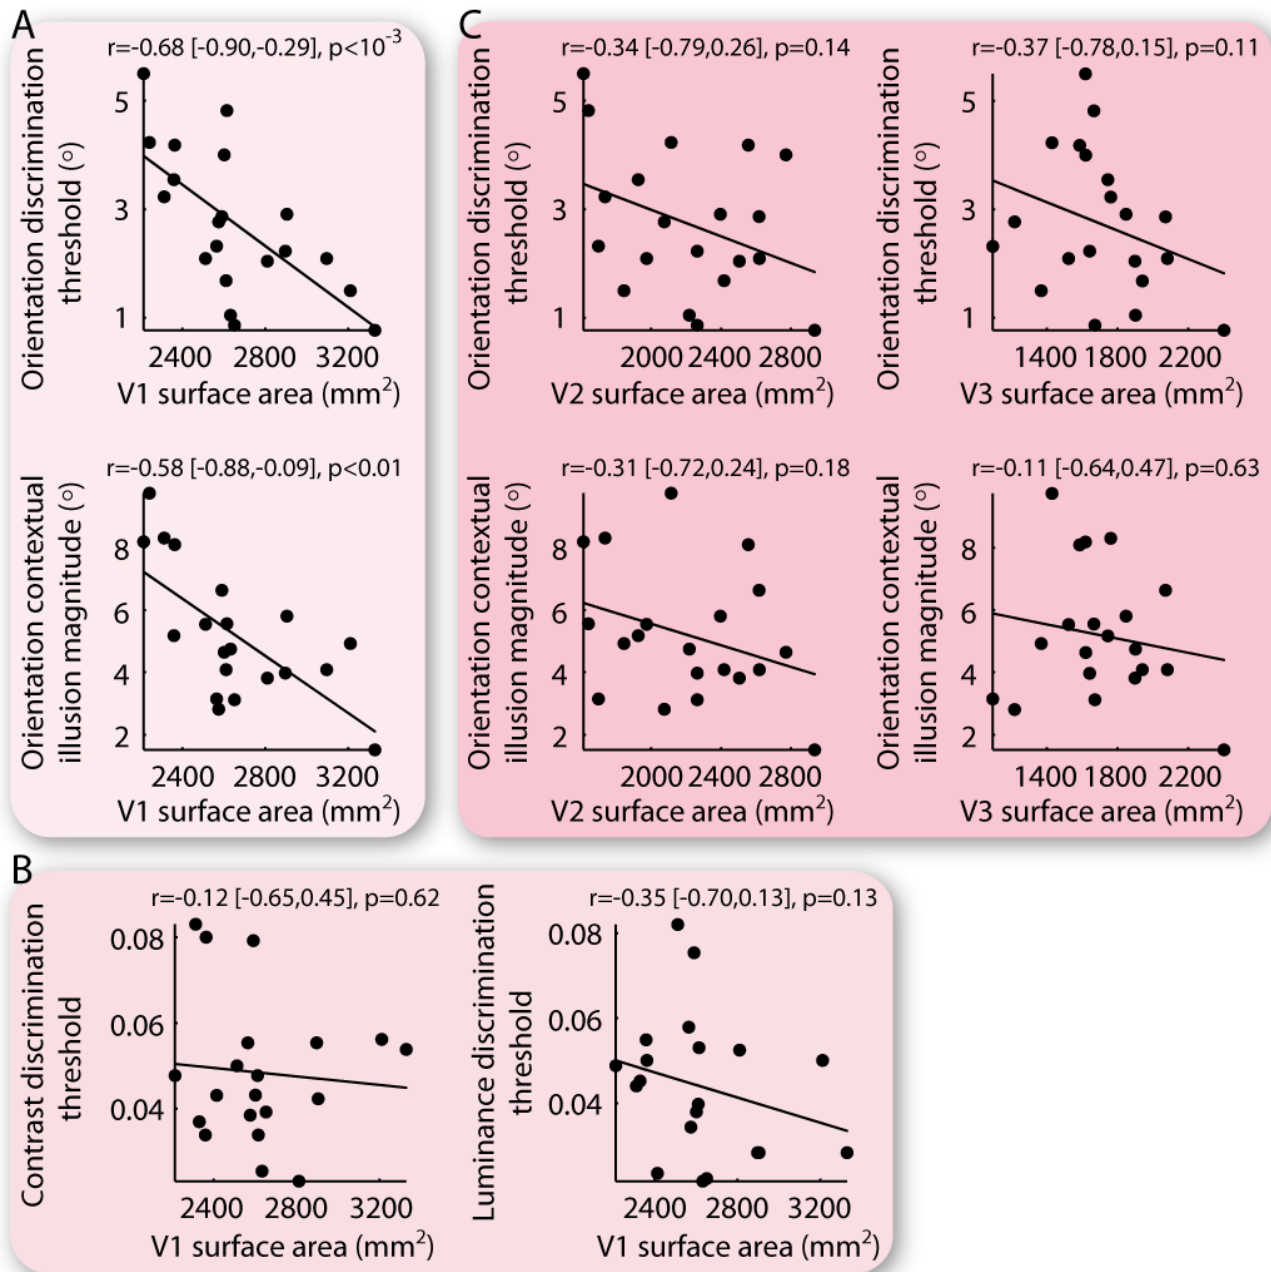 A
r=-0.68 [-0.90,-0.29], p<10⁻³
Orientation discrimination
threshold (°)
5
3
1
2400 2800 3200
V1 surface area (mm²)
r=-0.58 [-0.88,-0.09], p<0.01
Orientation contextual
illusion magnitude (°)
8
6
4
2
2400 2800 3200
V1 surface area (mm²)
C
r=-0.34 [-0.79,0.26], p=0.14
Orientation discrimination
threshold (°)
5
3
1
2000 2400 2800
V2 surface area (mm²)
r=-0.37 [-0.78,0.15], p=0.11
Orientation discrimination
threshold (°)
5
3
1
1400 1800 2200
V3 surface area (mm²)
r=-0.31 [-0.72,0.24], p=0.18
Orientation contextual
illusion magnitude (°)
8
6
4
2
2000 2400 2800
V2 surface area (mm²)
r=-0.11 [-0.64,0.47], p=0.63
Orientation contextual
illusion magnitude (°)
8
6
4
2
1400 1800 2200
V3 surface area (mm²)
B
r=-0.12 [-0.65,0.45], p=0.62
Contrast discrimination
threshold
0.08
0.06
0.04
2400 2800 3200
V1 surface area (mm²)
r=-0.35 [-0.70,0.13], p=0.13
Luminance discrimination
threshold
0.08
0.06
0.04
2400 2800 3200
V1 surface area (mm²)